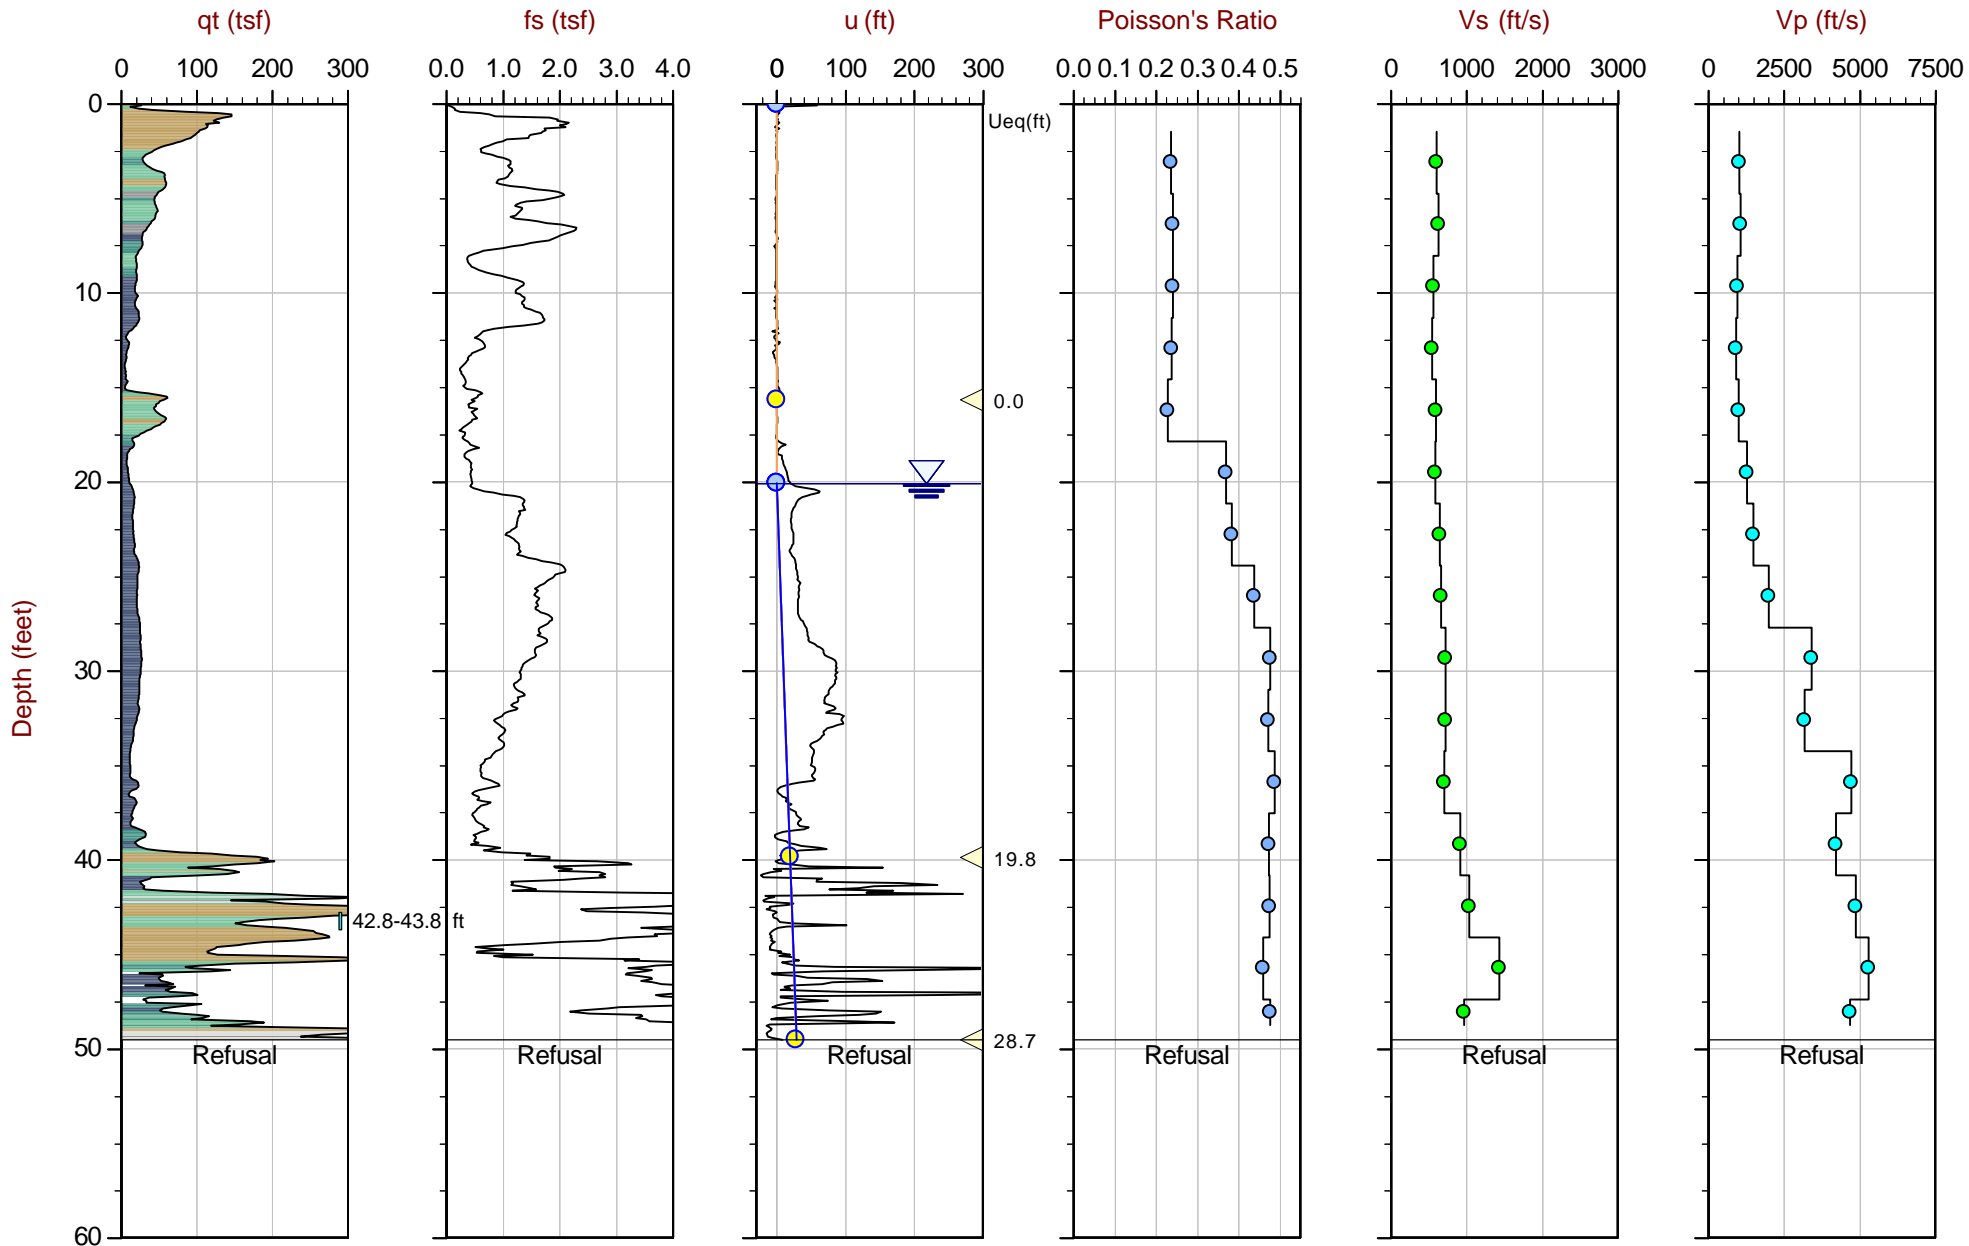 qt (tsf) fs (tsf) u (ft) Poisson's Ratio Vs (ft/s) Vp (ft/s)
0 100 200 300 0.0 1.0 2.0 3.0 4.0 0 100 200 300 0.0 0.1 0.2 0.3 0.4 0.5 0 1000 2000 3000 0 2500 5000 7500
0
Ueq(ft)
10
0.0
20
Depth (feet)
30
40
19.8
42.8-43.8 ft
28.7
50
Refusal Refusal Refusal Refusal Refusal Refusal
60